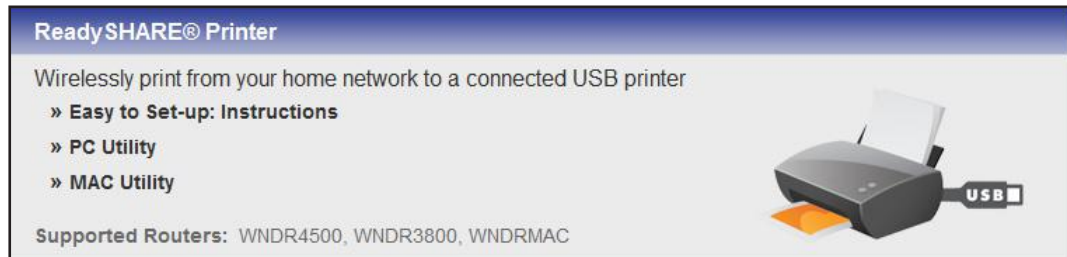 ReadySHARE® Printer
Wirelessly print from your home network to a connected USB printer
» Easy to Set-up: Instructions
» PC Utility
» MAC Utility
USB
Supported Routers: WNDR4500, WNDR3800, WNDRMAC